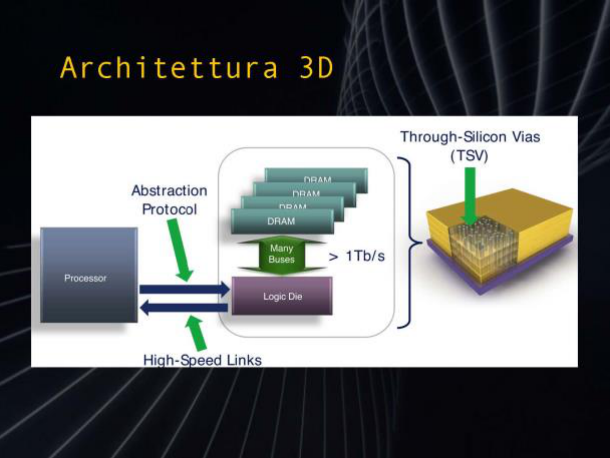 Architettura 3D
Through-Silicon Vias
(TSV)
Abstraction
Protocol
DRAM
DRAM
DRAM
DRAM
Many
Buses
> 1Tb/s
Processor
Logic Die
High-Speed Links